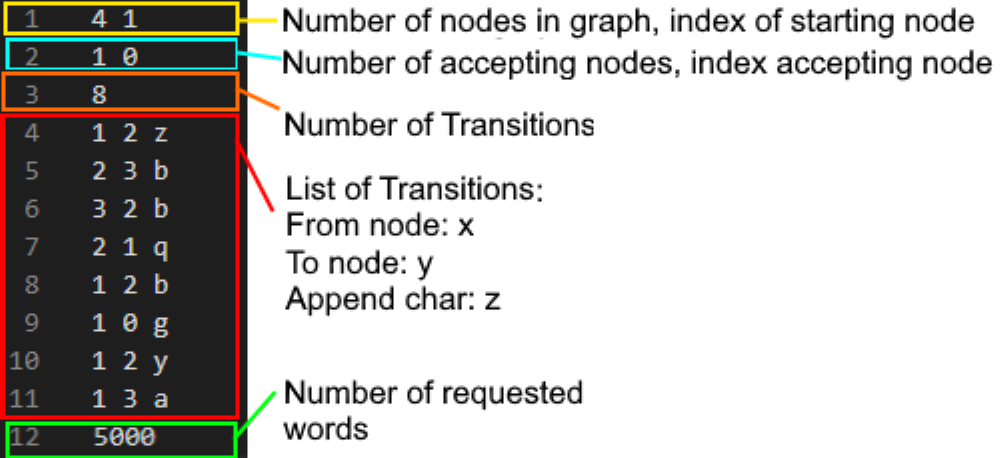 1 4 1 Number of nodes in graph, index of starting node
2 1 0 Number of accepting nodes, index accepting node
3 8
Number of Transitions
4 1 2 z
5 2 3 b
6 3 2 b
7 2 1 q
8 1 2 b
9 1 0 g
10 1 2 y
11 1 3 a
List of Transitions:
From node: x
To node: y
Append char: z
12 5000
Number of requested
words